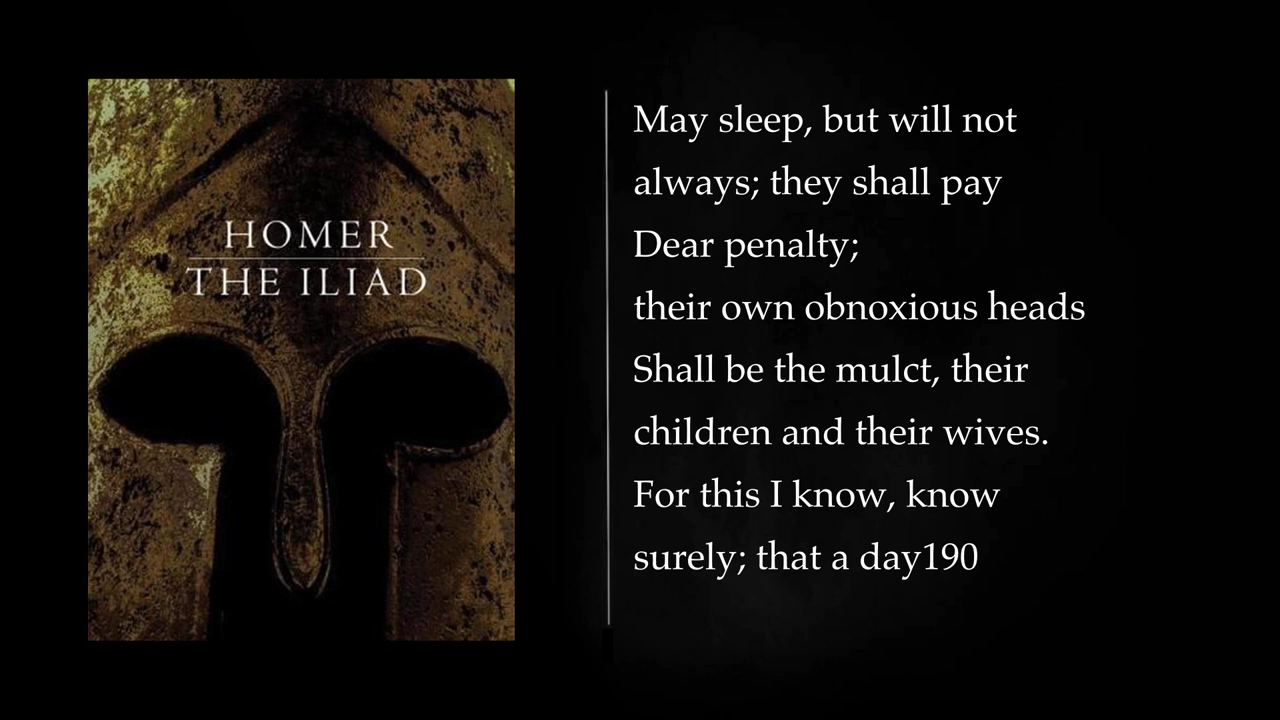 HOMER
THE ILIAD
May sleep, but will not
always; they shall pay
Dear penalty;
their own obnoxious heads
Shall be the mulct, their
children and their wives.
For this I know, know
surely; that a day190